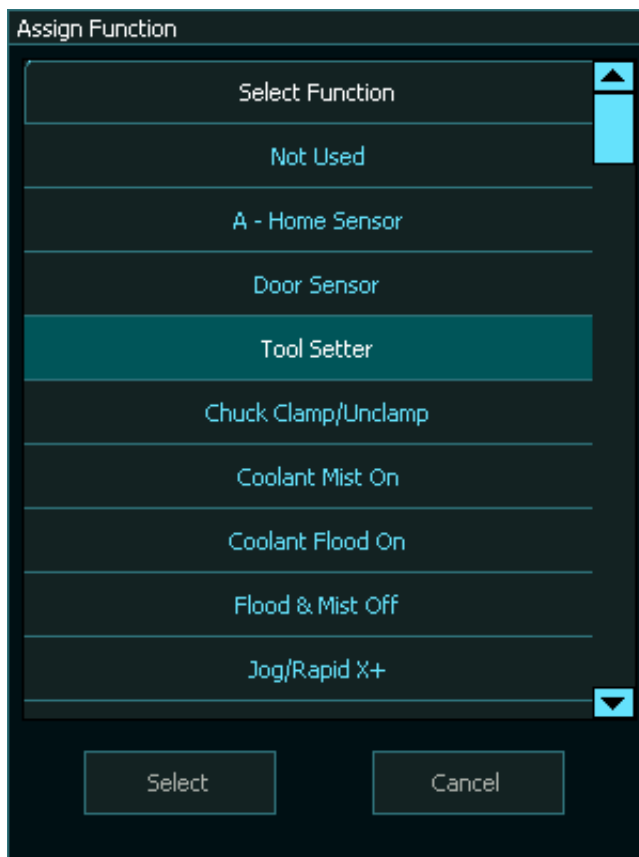 Assign Function
Select Function
Not Used
A - Home Sensor
Door Sensor
Tool Setter
Chuck Clamp/Unclamp
Coolant Mist On
Coolant Flood On
Flood & Mist Off
Jog/Rapid X+
Select
Cancel